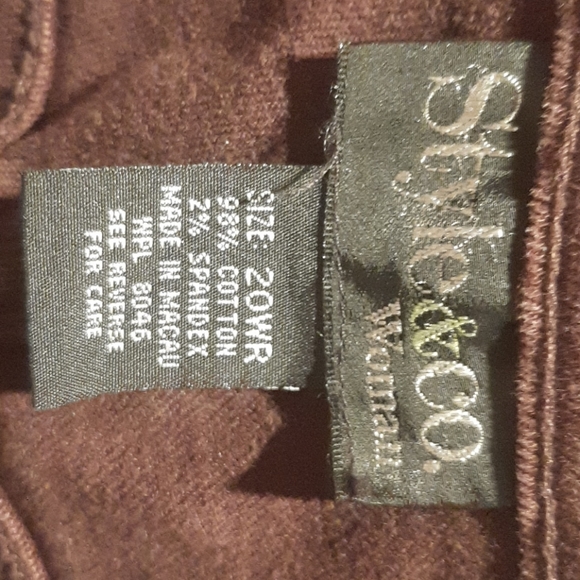 Style&co.
Woman
SIZE 20WR
98% COTTON
2% SPANDEX
MADE IN MACAU
WPL 8046
SEE REVERSE
FOR CARE